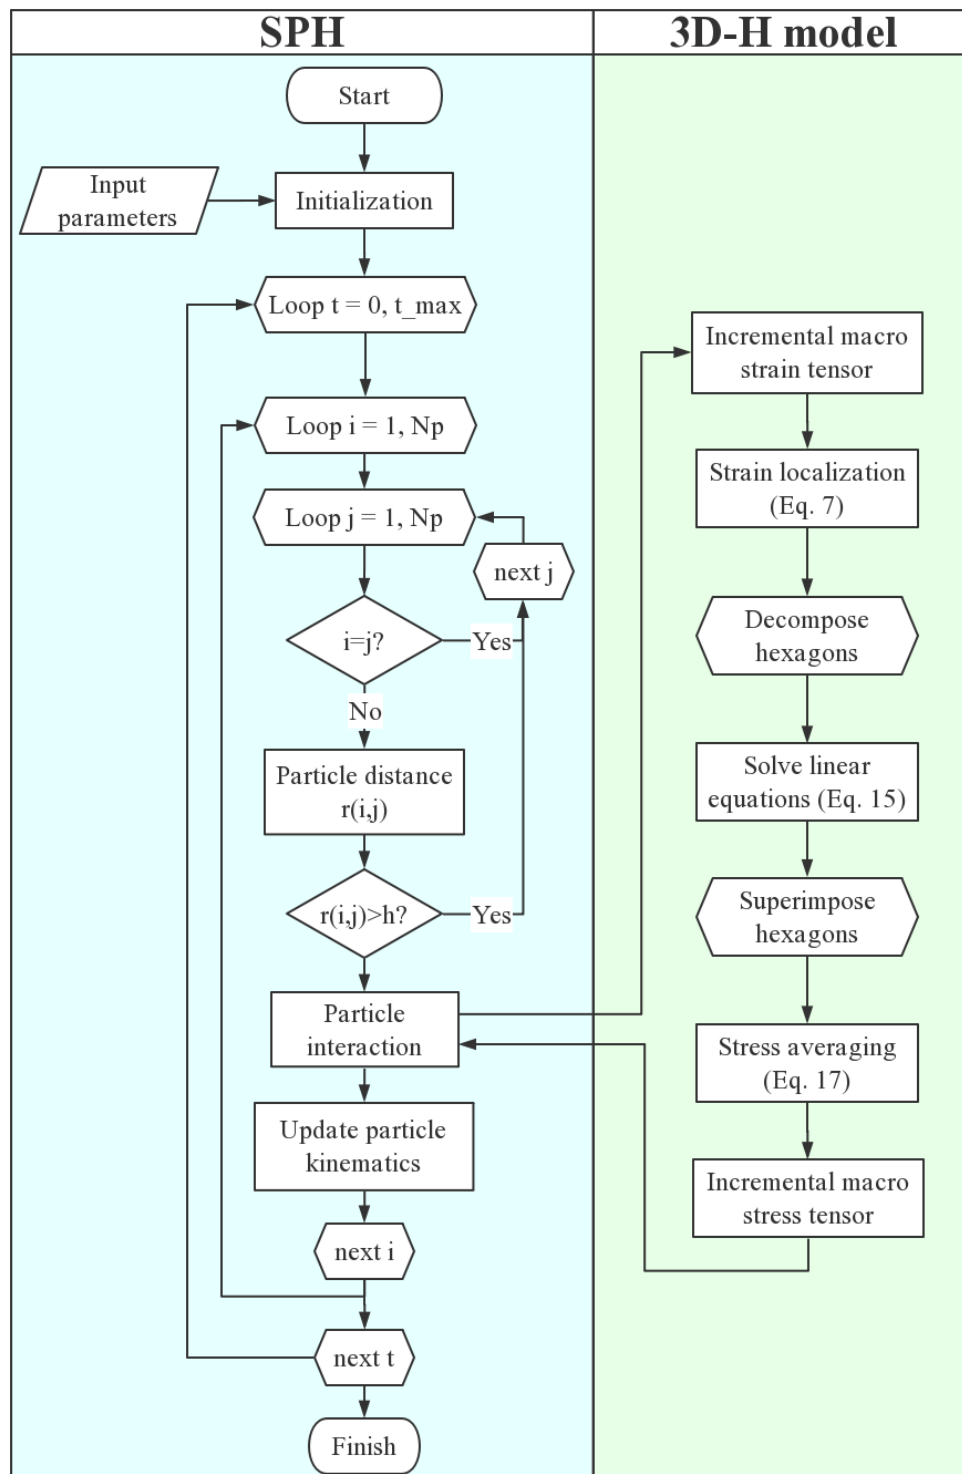 SPH
Start
Input
parameters
Initialization
Loop t = 0, t_max
Loop i = 1, Np
Loop j = 1, Np
next j
i=j?
Yes
No
Particle distance
r(i,j)
r(i,j)>h?
Yes
Particle
interaction
Update particle
kinematics
next i
next t
Finish
3D-H model
Incremental macro
strain tensor
Strain localization
(Eq. 7)
Decompose
hexagons
Solve linear
equations (Eq. 15)
Superimpose
hexagons
Stress averaging
(Eq. 17)
Incremental macro
stress tensor